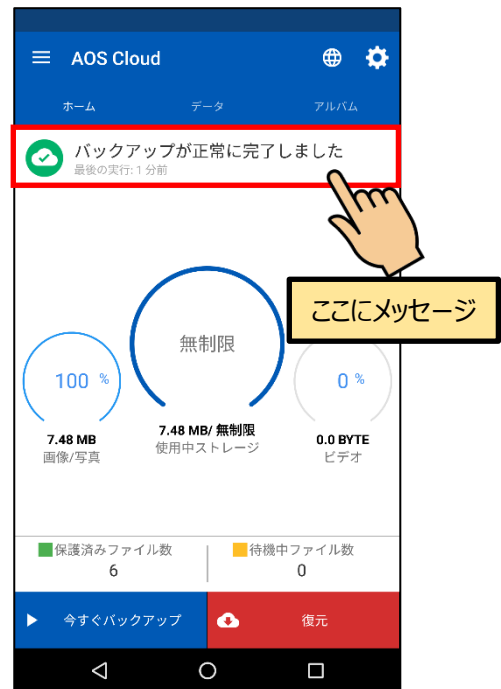 AOS Cloud
ホーム
データ
アルバム
バックアップが正常に完了しました
最後の実行: 1 分前
ここにメッセージ
無制限
100 %
0 %
7.48 MB
画像/写真
7.48 MB/ 無制限
使用中ストレージ
0.0 BYTE
ビデオ
保護済みファイル数
6
待機中ファイル数
0
今すぐバックアップ
復元